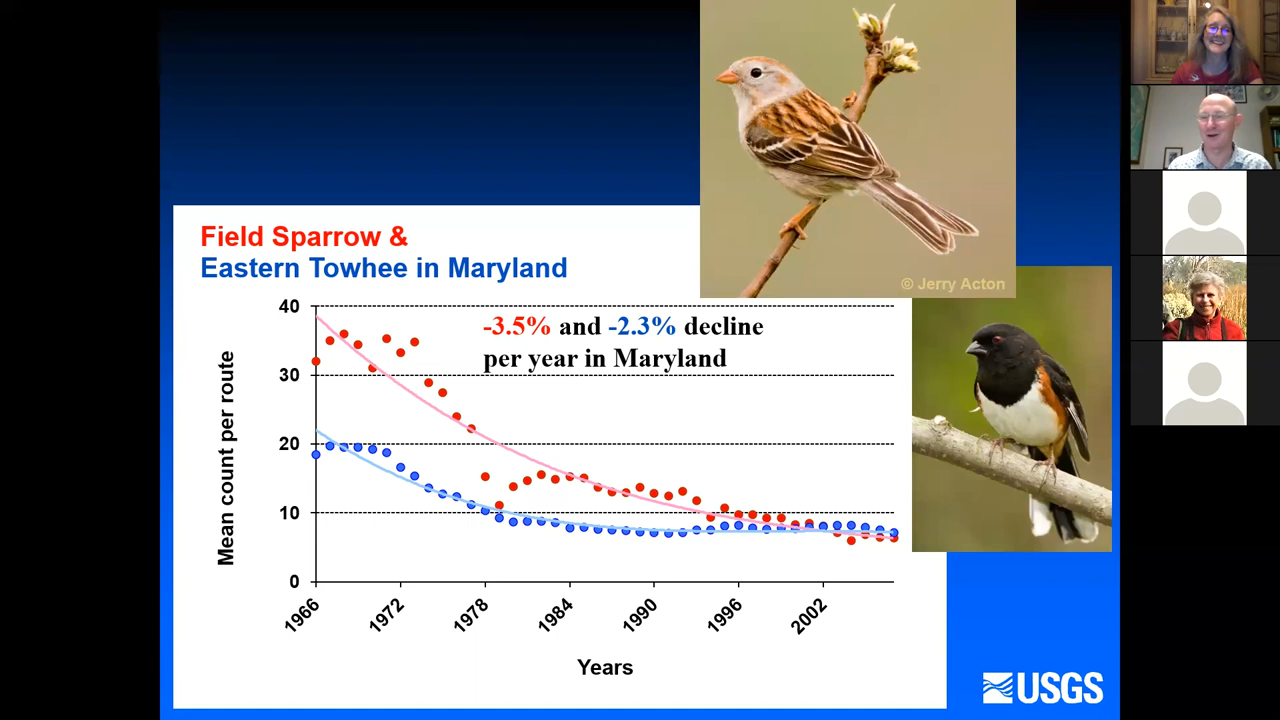 © Jerry Acton
Field Sparrow &
Eastern Towhee in Maryland
-3.5% and -2.3% decline
per year in Maryland
Mean count per route
40
30
20
10
0
1966
1972
1978
1984
1990
1996
2002
Years
USGS